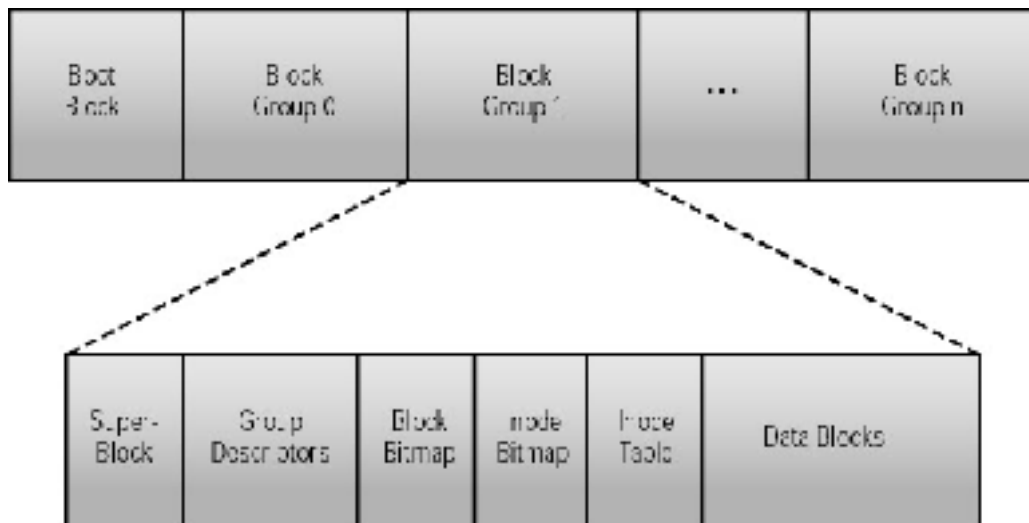 Boot
Block
Block
Group 0
Block
Group 1
...
Block
Group n
Super-
Block
Group
Descriptors
Block
Bitmap
inode
Bitmap
Inode
Table
Data Blocks